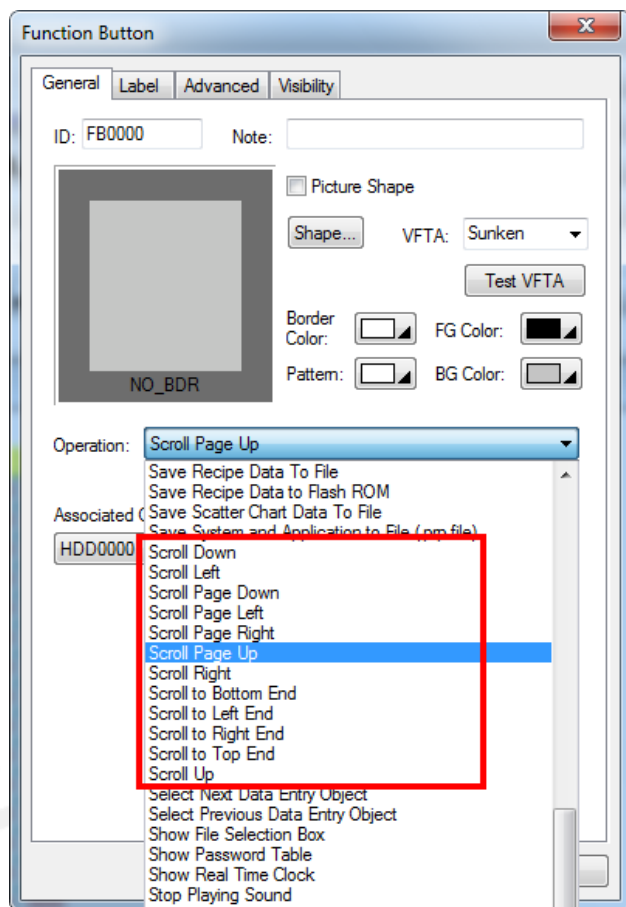 Function Button
General Label Advanced Visibility
ID: FB0000 Note:
Picture Shape
Shape... VFTA: Sunken
Test VFTA
Border Color: FG Color:
Pattern: BG Color:
NO_BDR
Operation: Scroll Page Up
Save Recipe Data To File
Save Recipe Data to Flash ROM
Associated
Save Scatter Chart Data To File
Save System and Application to File (.prp file)
HDD0000
Scroll Down
Scroll Left
Scroll Page Down
Scroll Page Left
Scroll Page Right
Scroll Page Up
Scroll Right
Scroll to Bottom End
Scroll to Left End
Scroll to Right End
Scroll to Top End
Scroll Up
Select Next Data Entry Object
Select Previous Data Entry Object
Show File Selection Box
Show Password Table
Show Real Time Clock
Stop Playing Sound